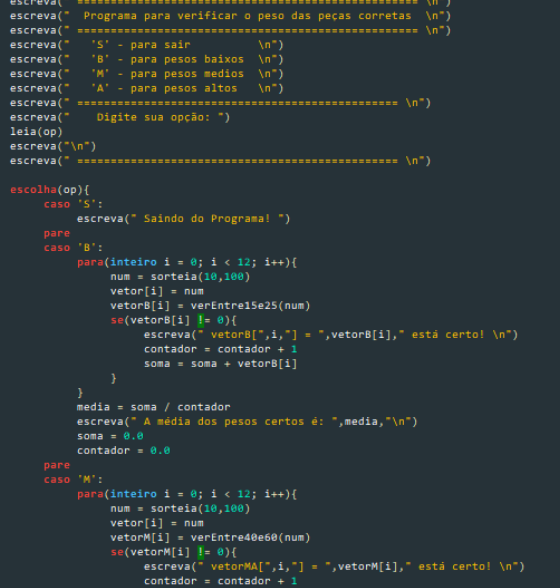 escreva(" =================================================== \n")
escreva("  Programa para verificar o peso das peças corretas  \n")
escreva(" =================================================== \n")
escreva("   'S' - para sair          \n")
escreva("   'B' - para pesos baixos  \n")
escreva("   'M' - para pesos medios  \n")
escreva("   'A' - para pesos altos   \n")
escreva(" ================================================ \n")
escreva("    Digite sua opção: ")
leia(op)
escreva("\n")
escreva(" ================================================ \n")
escolha(op){
caso 'S':
escreva(" Saindo do Programa! ")
pare
caso 'B':
para(inteiro i = 0; i < 12; i++){
num = sorteia(10,100)
vetor[i] = num
vetorB[i] = verEntre15e25(num)
se(vetorB[i] != 0){
escreva(" vetorB[",i,"] = ",vetorB[i]," está certo! \n")
contador = contador + 1
soma = soma + vetorB[i]
}
}
media = soma / contador
escreva(" A média dos pesos certos é: ",media,"\n")
soma = 0.0
contador = 0.0
pare
caso 'M':
para(inteiro i = 0; i < 12; i++){
num = sorteia(10,100)
vetor[i] = num
vetorM[i] = verEntre40e60(num)
se(vetorM[i] != 0){
escreva(" vetorMA[",i,"] = ",vetorM[i]," está certo! \n")
contador = contador + 1